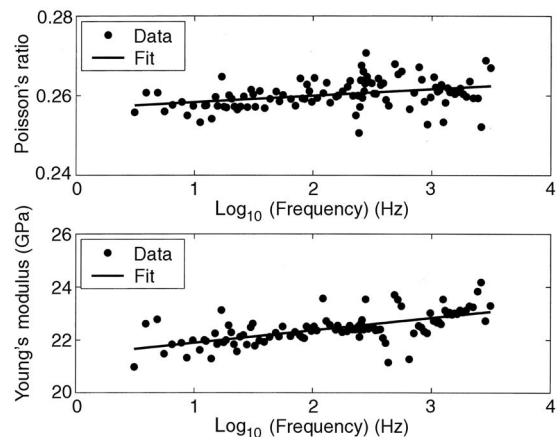 0.28
Data
Fit
0.26
0.24
Poisson's ratio
0 1 2 3 4
Log10 (Frequency) (Hz)
26
Data
Fit
24
22
20
Young's modulus (GPa)
0 1 2 3 4
Log10 (Frequency) (Hz)